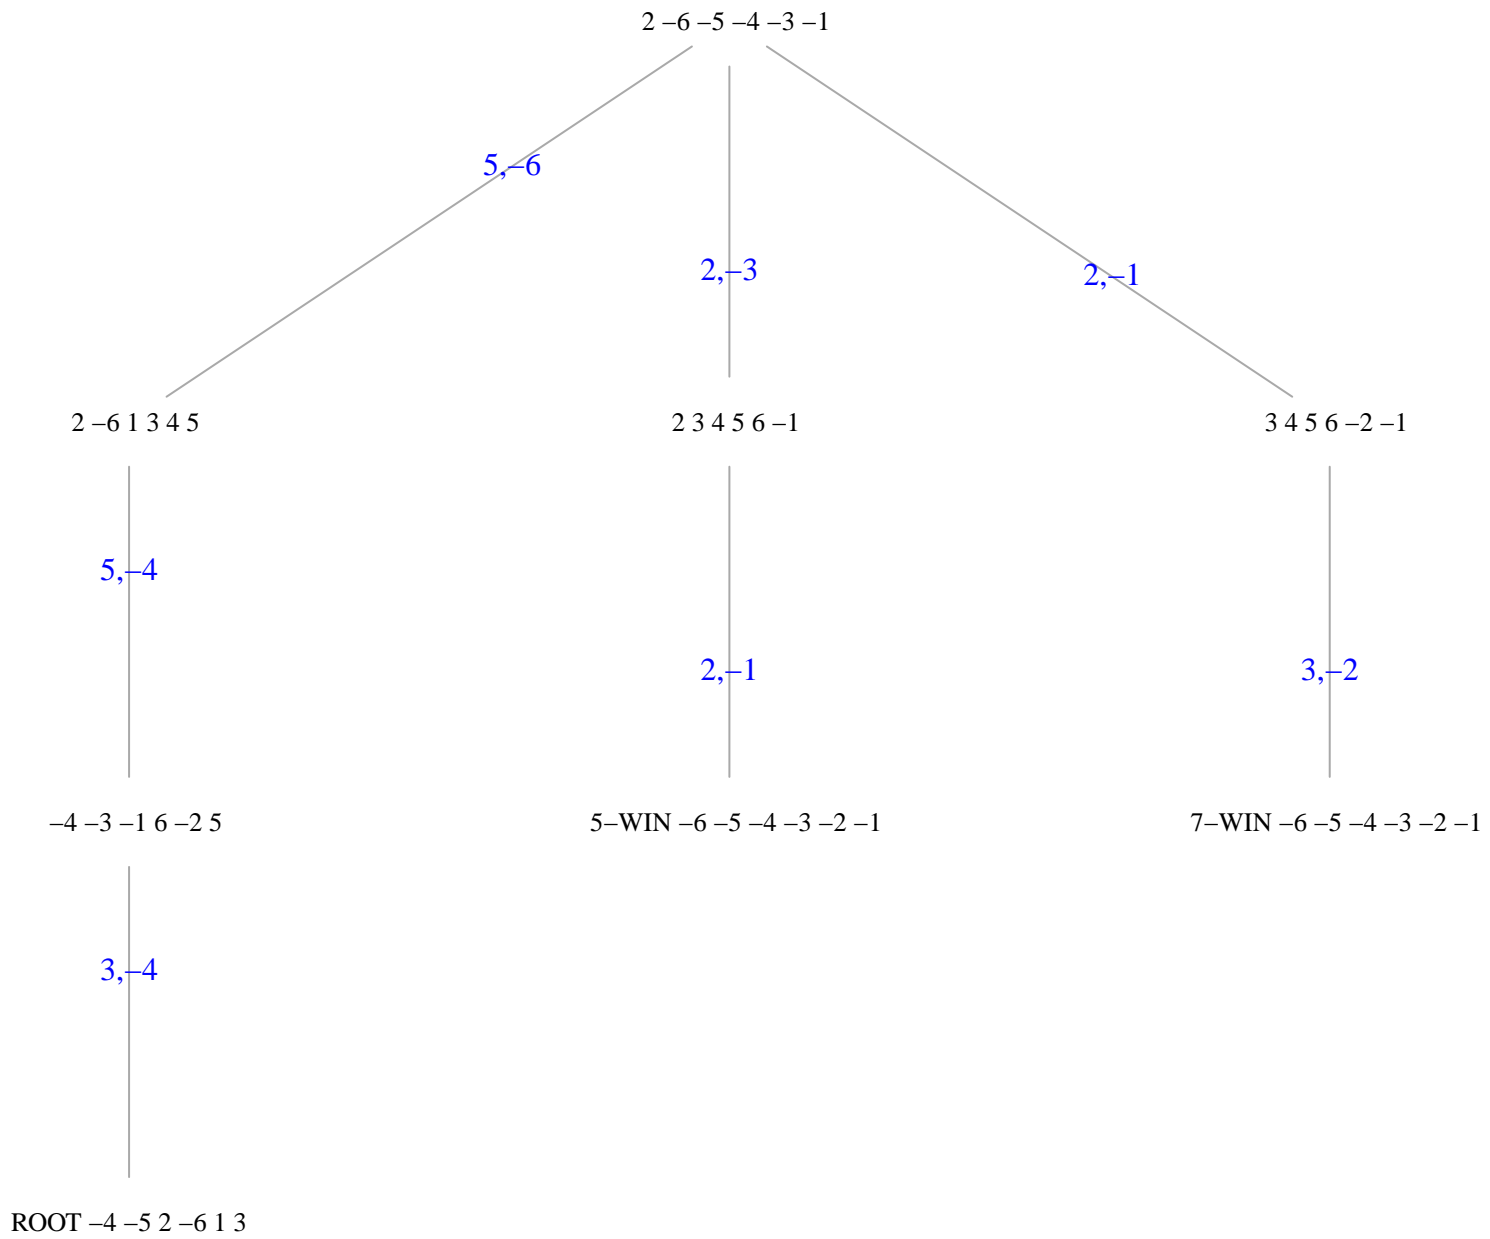 2 –6 –5 –4 –3 –1
5,–6
2,–3
2,–1
2 –6 1 3 4 5
2 3 4 5 6 –1
3 4 5 6 –2 –1
5,–4
2,–1
3,–2
–4 –3 –1 6 –2 5
5–WIN –6 –5 –4 –3 –2 –1
7–WIN –6 –5 –4 –3 –2 –1
3,–4
ROOT –4 –5 2 –6 1 3